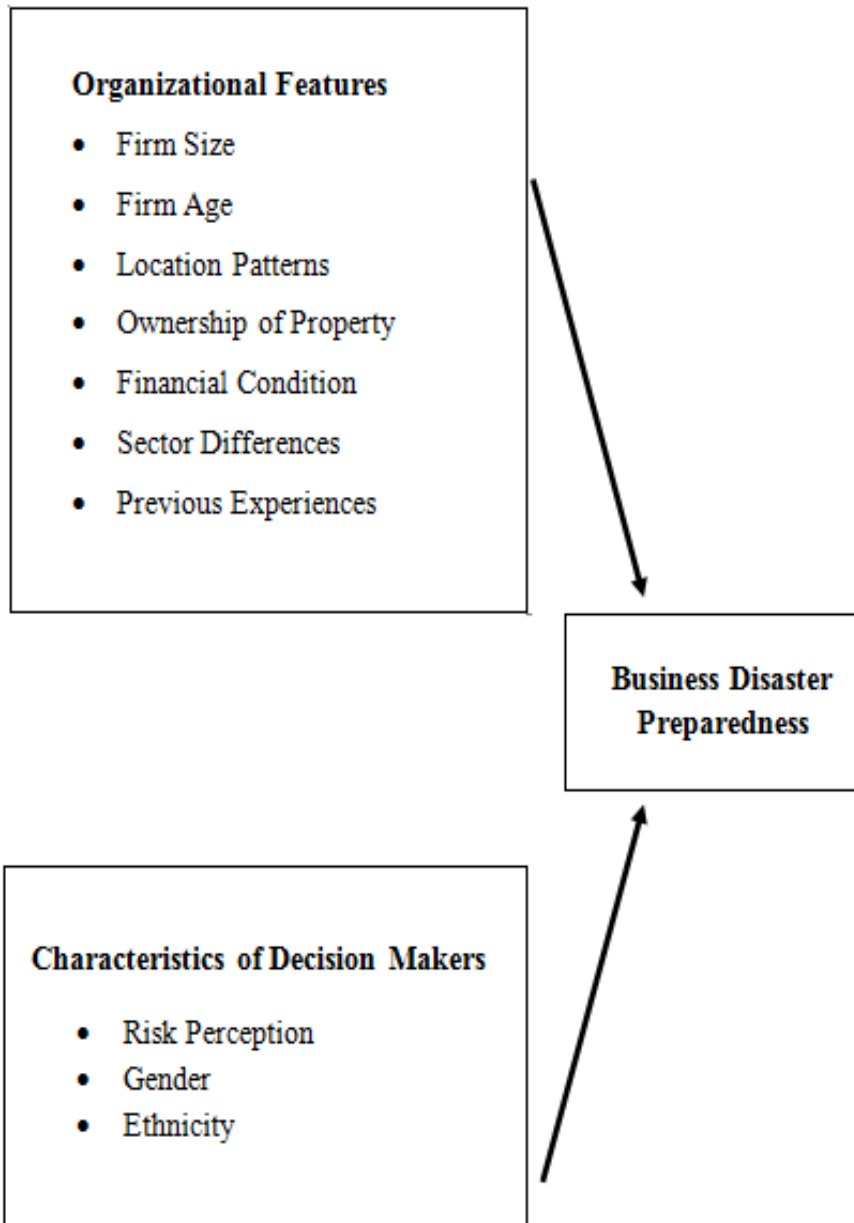 Organizational Features
• Firm Size
• Firm Age
• Location Patterns
• Ownership of Property
• Financial Condition
• Sector Differences
• Previous Experiences
Business Disaster
Preparedness
Characteristics of Decision Makers
• Risk Perception
• Gender
• Ethnicity